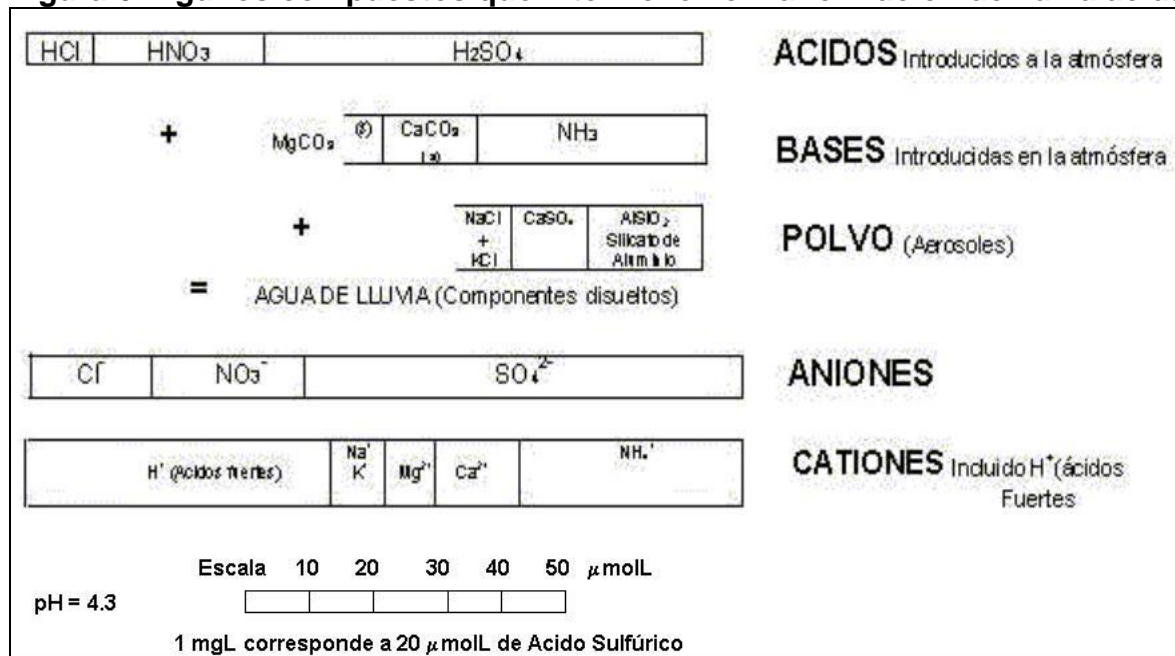 HCl HNO₃ H₂SO₄ ACIDOS Introducidos a la atmósfera
+ MgCO₃ (s) CaCO₃ (s) NH₃ BASES Introducidas en la atmósfera
+ NaCl + KCl CaSO₄ AlSiO₂ Silicato de Aluminio POLVO (Aerosoles)
= AGUA DE LLUVIA (Componentes disueltos)
Cl⁻ NO₃⁻ SO₄²⁻ ANIONES
H⁺ (Acidos fuertes) Na⁺ K⁺ Mg²⁺ Ca²⁺ NH₄⁺ CATIONES Incluido H⁺(ácidos
Fuertes
Escala 10 20 30 40 50 μmolL
pH = 4.3
1 mgL corresponde a 20 μmolL de Acido Sulfúrico